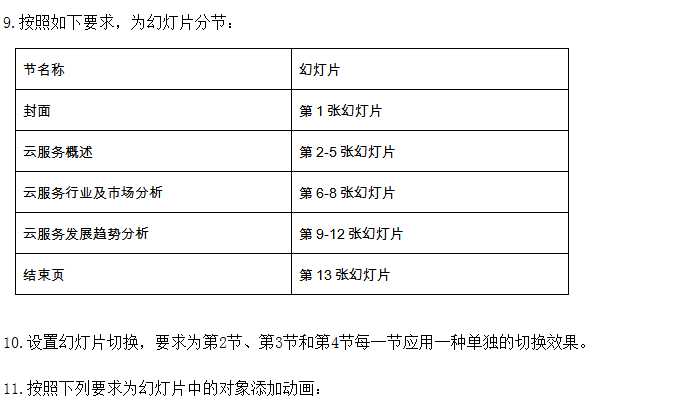 9.按照如下要求，为幻灯片分节：
节名称 幻灯片
封面 第 1 张幻灯片
云服务概述 第 2-5 张幻灯片
云服务行业及市场分析 第 6-8 张幻灯片
云服务发展趋势分析 第 9-12 张幻灯片
结束页 第 13 张幻灯片
10.设置幻灯片切换，要求为第2节、第3节和第4节每一节应用一种单独的切换效果。
11.按照下列要求为幻灯片中的对象添加动画：